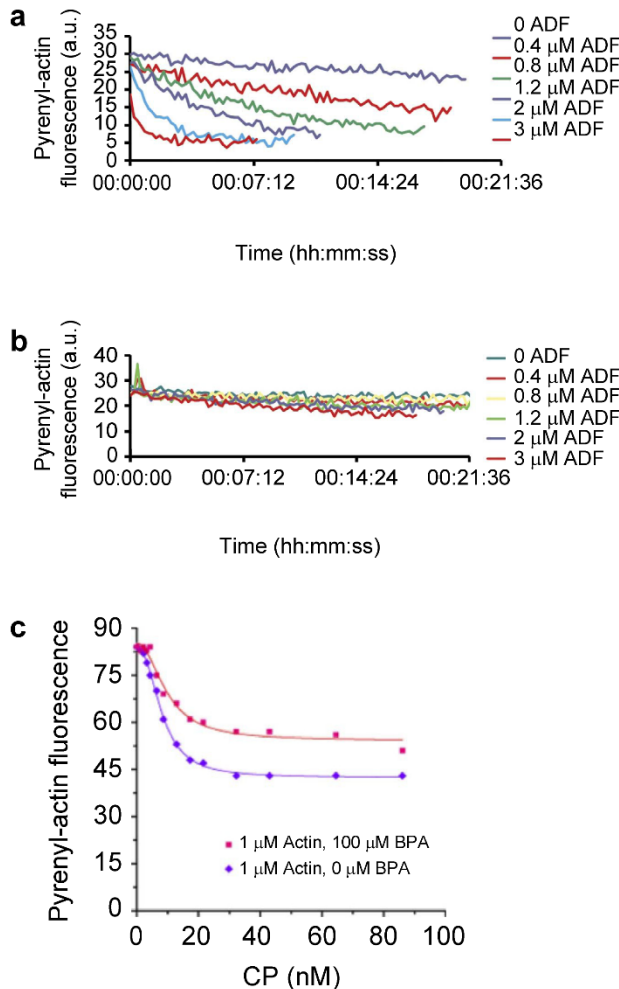 a
Pyrenyl-actin
fluorescence (a.u.)
35
30
25
20
15
10
5
0
00:00:00 00:07:12 00:14:24 00:21:36
Time (hh:mm:ss)
0 ADF
0.4 μM ADF
0.8 μM ADF
1.2 μM ADF
2 μM ADF
3 μM ADF
b
Pyrenyl-actin
fluorescence (a.u.)
40
30
20
10
0
00:00:00 00:07:12 00:14:24 00:21:36
Time (hh:mm:ss)
0 ADF
0.4 μM ADF
0.8 μM ADF
1.2 μM ADF
2 μM ADF
3 μM ADF
c
Pyrenyl-actin fluorescence
90
75
60
45
30
15
0
1 μM Actin, 100 μM BPA
1 μM Actin, 0 μM BPA
0 20 40 60 80 100
CP (nM)